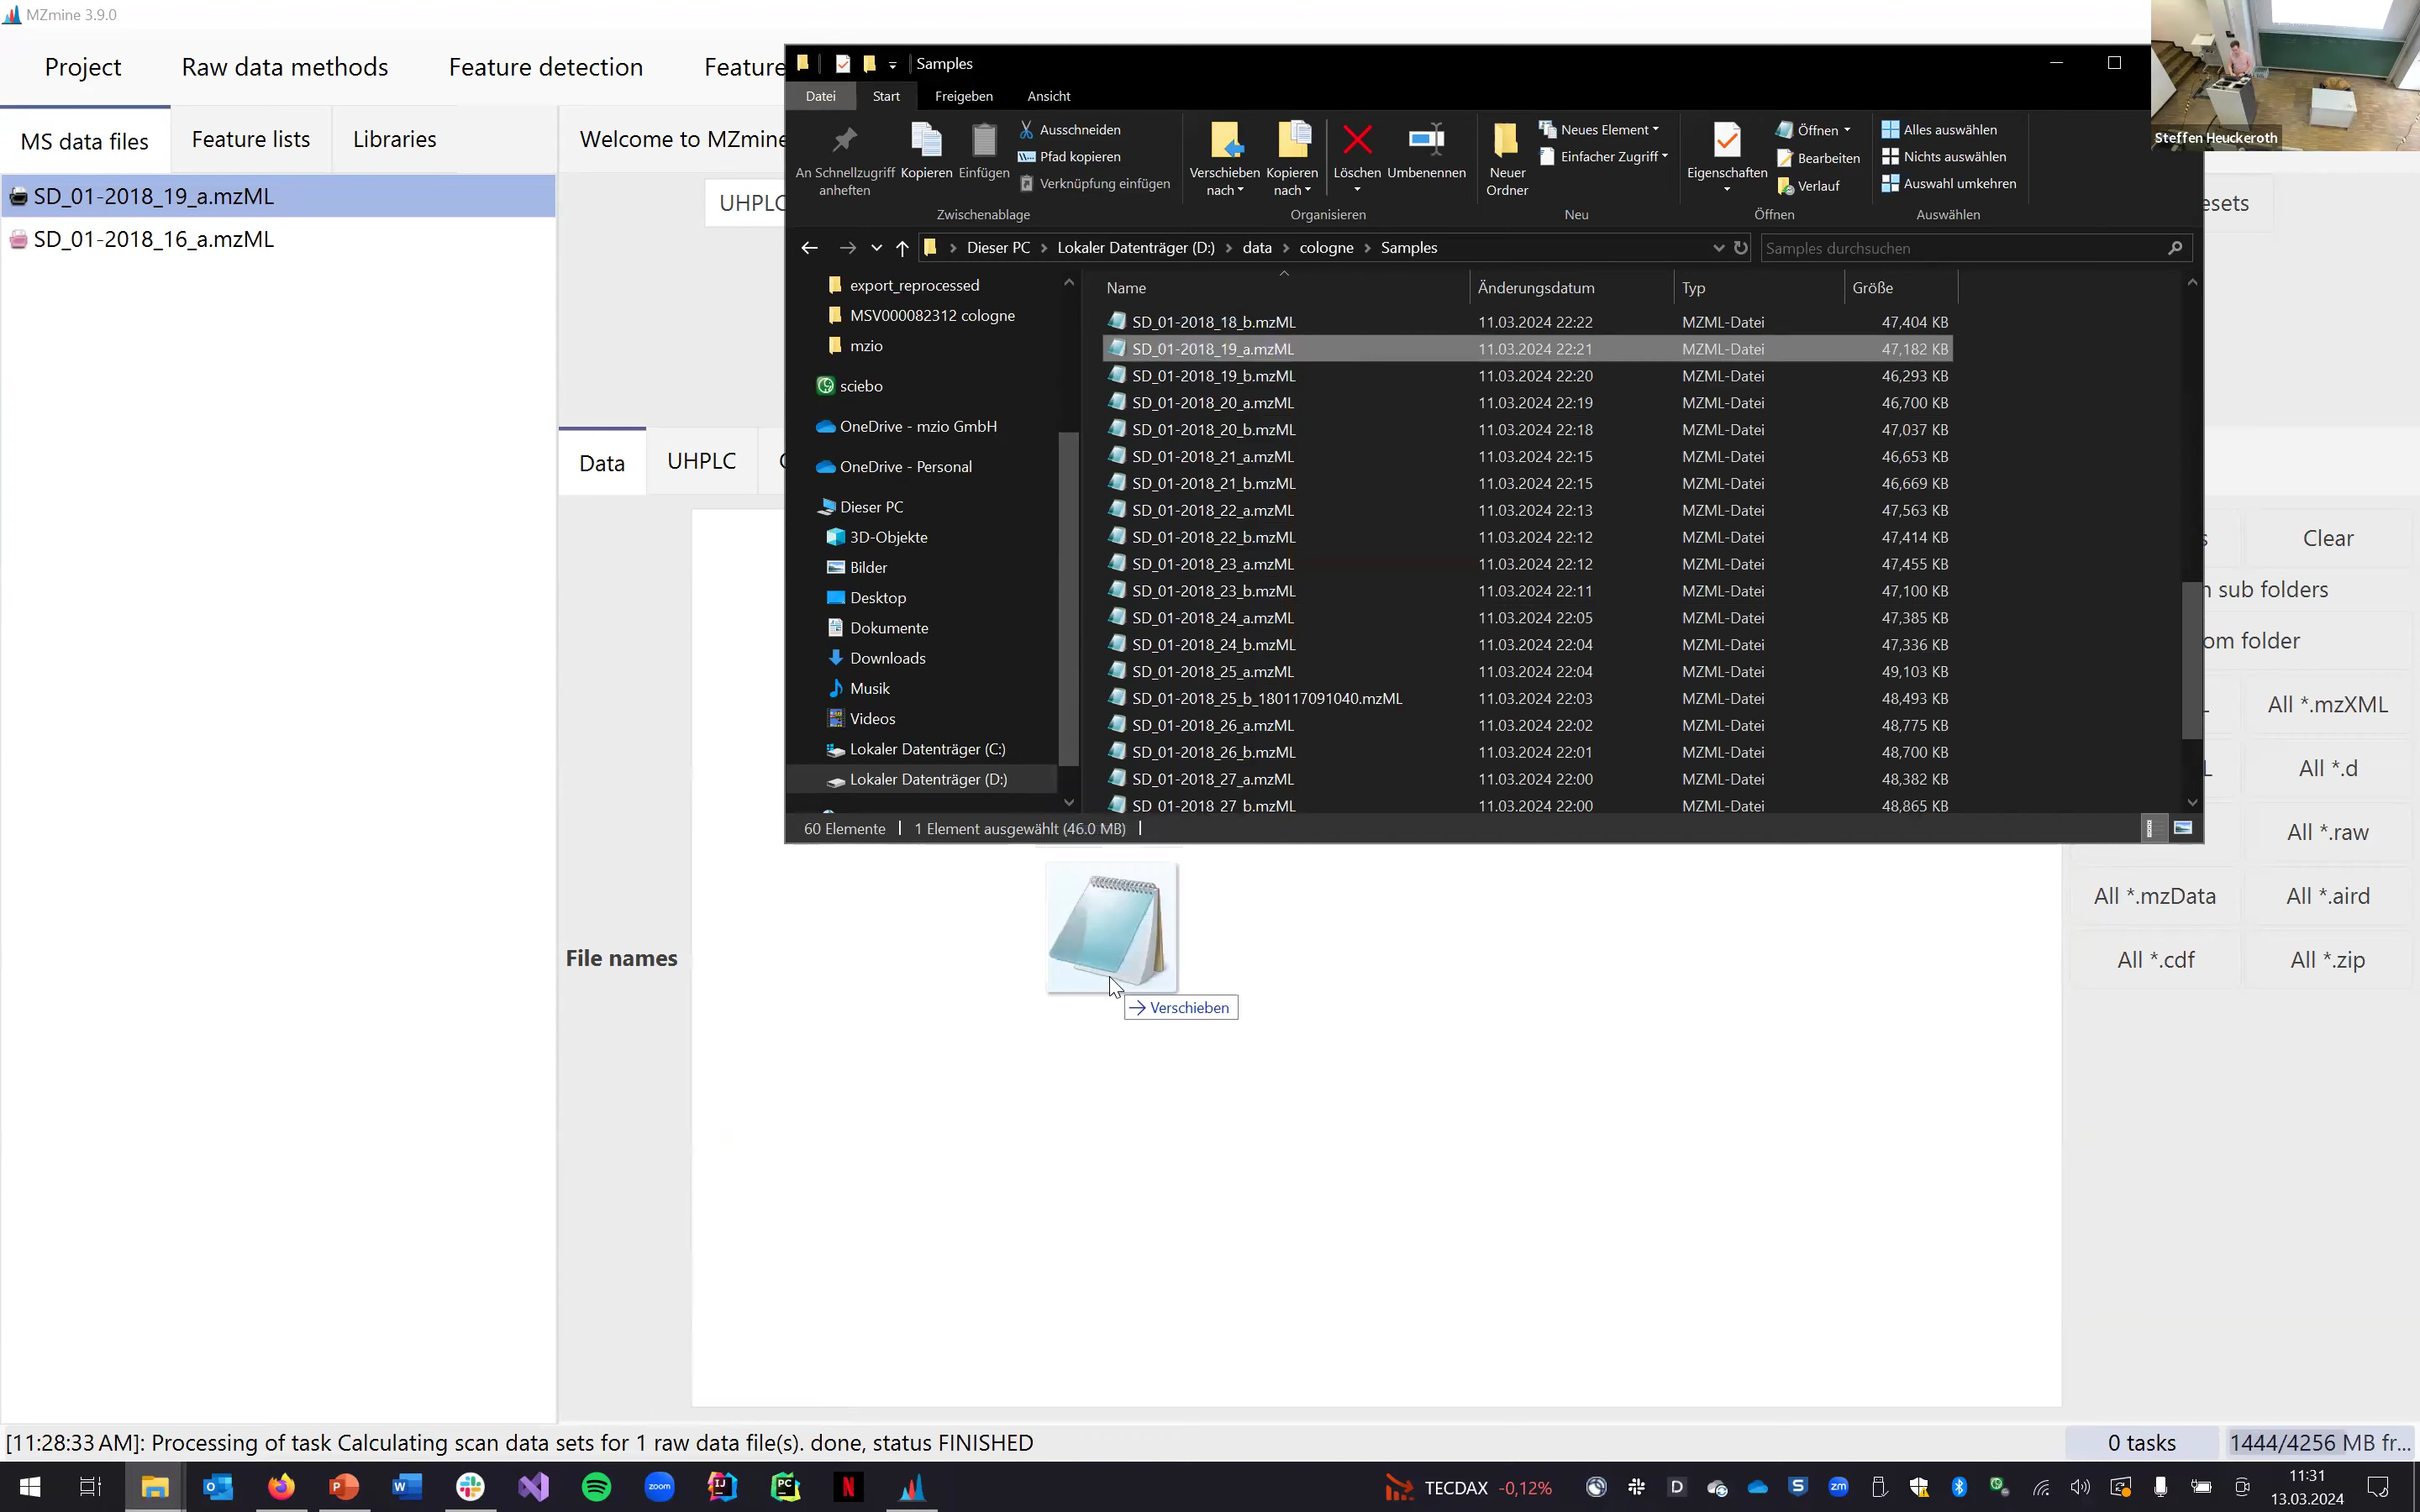 MZmine 3.9.0
Project Raw data methods Feature detection Feature
MS data files Feature lists Libraries
SD_01-2018_19_a.mzML
SD_01-2018_16_a.mzML
Welcome to MZmine
UHPLC
esets
Data UHPLC
File names
Clear
sub folders
om folder
All *.mzXML
All *.d
All *.raw
All *.mzData All *.aird
All *.cdf All *.zip
Samples
Datei Start Freigeben Ansicht
An Schnellzugriff anheften
Kopieren
Einfügen
Ausschneiden
Pfad kopieren
Verknüpfung einfügen
Zwischenablage
Verschieben nach
Kopieren nach
Löschen
Umbenennen
Organisieren
Neuer Ordner
Neues Element
Einfacher Zugriff
Neu
Eigenschaften
Öffnen
Bearbeiten
Verlauf
Öffnen
Alles auswählen
Nichts auswählen
Auswahl umkehren
Auswählen
Dieser PC Lokaler Datenträger (D:) data cologne Samples
Samples durchsuchen
export_reprocessed
MSV000082312 cologne
mzio
sciebo
OneDrive - mzio GmbH
OneDrive - Personal
Dieser PC
3D-Objekte
Bilder
Desktop
Dokumente
Downloads
Musik
Videos
Lokaler Datenträger (C:)
Lokaler Datenträger (D:)
Name Änderungsdatum Typ Größe
SD_01-2018_18_b.mzML 11.03.2024 22:22 MZML-Datei 47,404 KB
SD_01-2018_19_a.mzML 11.03.2024 22:21 MZML-Datei 47,182 KB
SD_01-2018_19_b.mzML 11.03.2024 22:20 MZML-Datei 46,293 KB
SD_01-2018_20_a.mzML 11.03.2024 22:19 MZML-Datei 46,700 KB
SD_01-2018_20_b.mzML 11.03.2024 22:18 MZML-Datei 47,037 KB
SD_01-2018_21_a.mzML 11.03.2024 22:15 MZML-Datei 46,653 KB
SD_01-2018_21_b.mzML 11.03.2024 22:15 MZML-Datei 46,669 KB
SD_01-2018_22_a.mzML 11.03.2024 22:13 MZML-Datei 47,563 KB
SD_01-2018_22_b.mzML 11.03.2024 22:12 MZML-Datei 47,414 KB
SD_01-2018_23_a.mzML 11.03.2024 22:12 MZML-Datei 47,455 KB
SD_01-2018_23_b.mzML 11.03.2024 22:11 MZML-Datei 47,100 KB
SD_01-2018_24_a.mzML 11.03.2024 22:05 MZML-Datei 47,385 KB
SD_01-2018_24_b.mzML 11.03.2024 22:04 MZML-Datei 47,336 KB
SD_01-2018_25_a.mzML 11.03.2024 22:04 MZML-Datei 49,103 KB
SD_01-2018_25_b_180117091040.mzML 11.03.2024 22:03 MZML-Datei 48,493 KB
SD_01-2018_26_a.mzML 11.03.2024 22:02 MZML-Datei 48,775 KB
SD_01-2018_26_b.mzML 11.03.2024 22:01 MZML-Datei 48,700 KB
SD_01-2018_27_a.mzML 11.03.2024 22:00 MZML-Datei 48,382 KB
SD_01-2018_27_b.mzML 11.03.2024 22:00 MZML-Datei 48,865 KB
60 Elemente 1 Element ausgewählt (46.0 MB)
Verschieben
Steffen Heuckeroth
[11:28:33 AM]: Processing of task Calculating scan data sets for 1 raw data file(s). done, status FINISHED
0 tasks
1444/4256 MB fr...
zoom
TECDAX -0,12%
11:31
13.03.2024